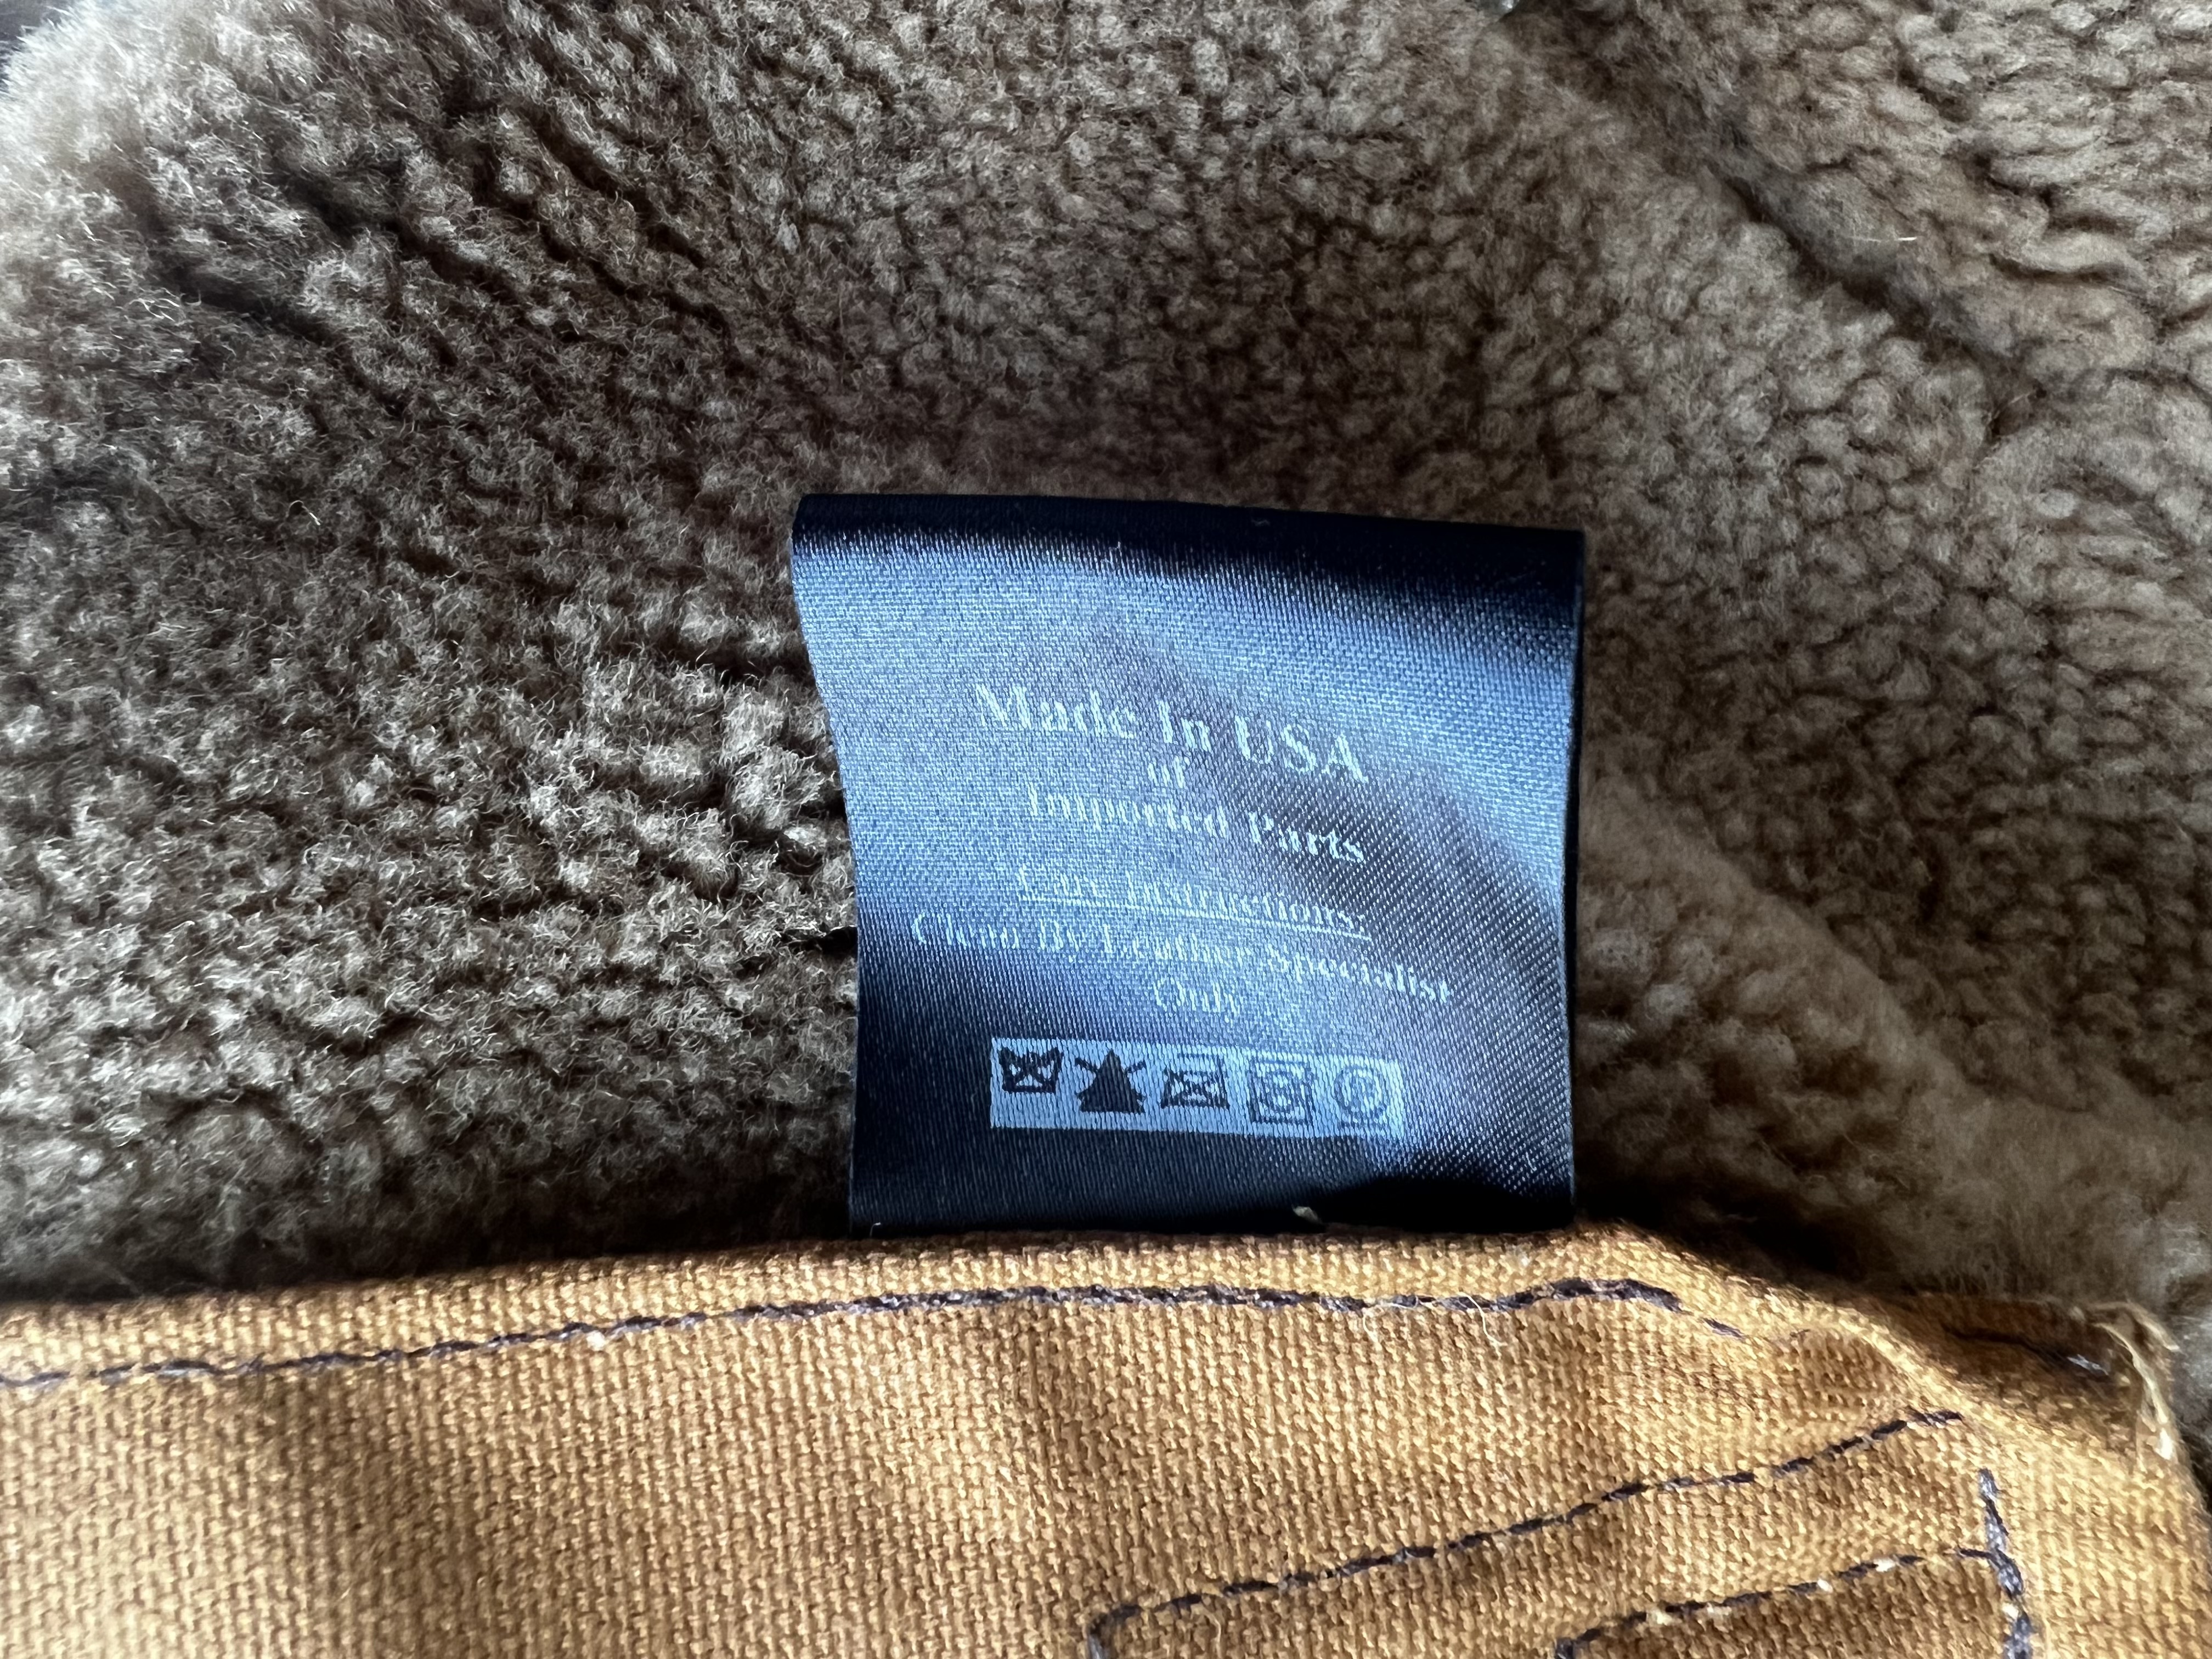 Made In USA
of
Imported Parts
Care Instructions:
Clean By Leather Specialist
Only